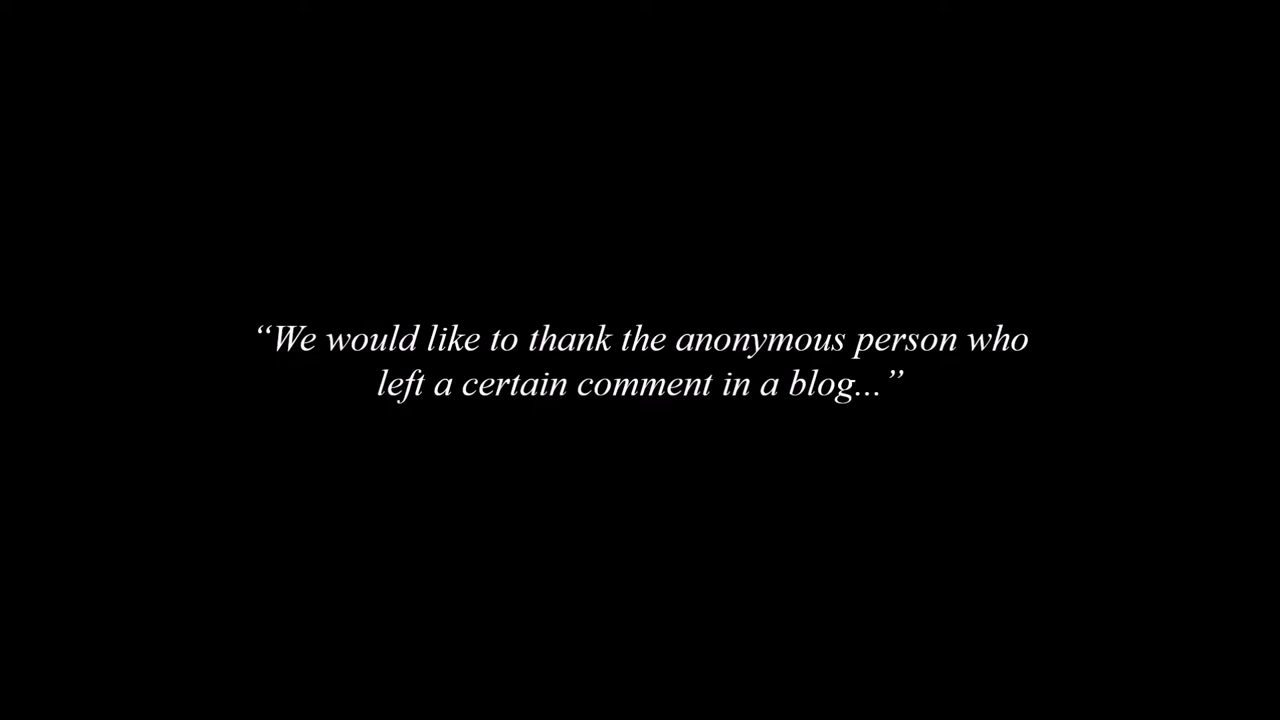 “We would like to thank the anonymous person who
left a certain comment in a blog...”